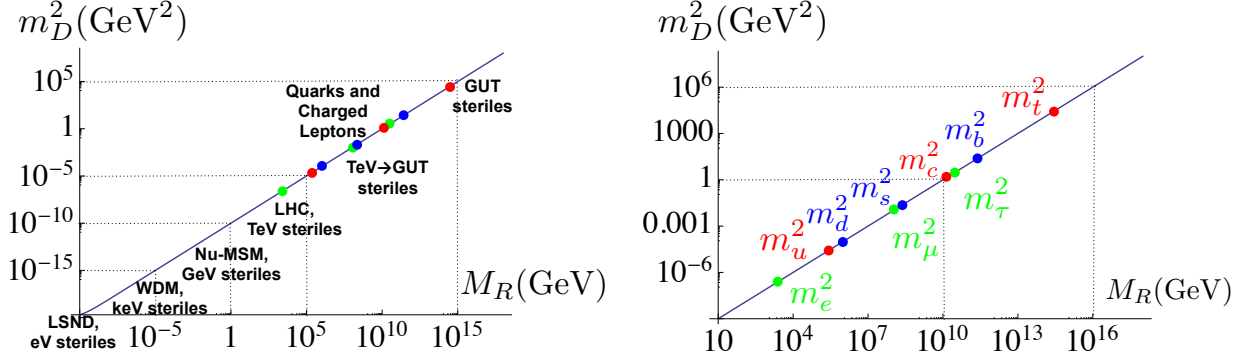 m_D^2(GeV^2)
10^5
1
10^-5
10^-10
10^-15
Quarks and
Charged
Leptons
GUT
steriles
TeV→GUT
steriles
LHC,
TeV steriles
Nu-MSM,
GeV steriles
WDM,
keV steriles
LSND,
eV steriles
M_R(GeV)
10^-5
1
10^5
10^10
10^15
m_D^2(GeV^2)
10^6
1000
1
0.001
10^-6
m_t^2
m_b^2
m_c^2
m_τ^2
m_s^2
m_μ^2
m_d^2
m_u^2
m_e^2
M_R(GeV)
10
10^4
10^7
10^10
10^13
10^16